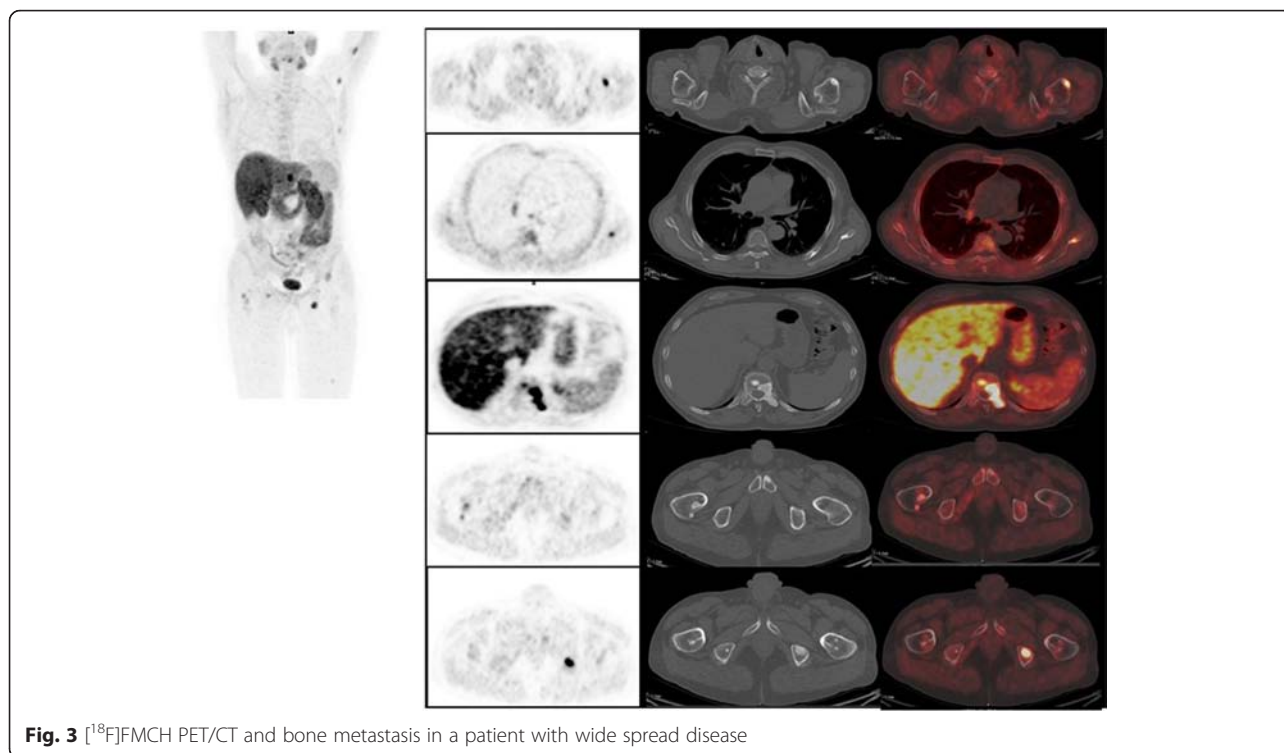 Fig. 3 [18F]FMCH PET/CT and bone metastasis in a patient with wide spread disease